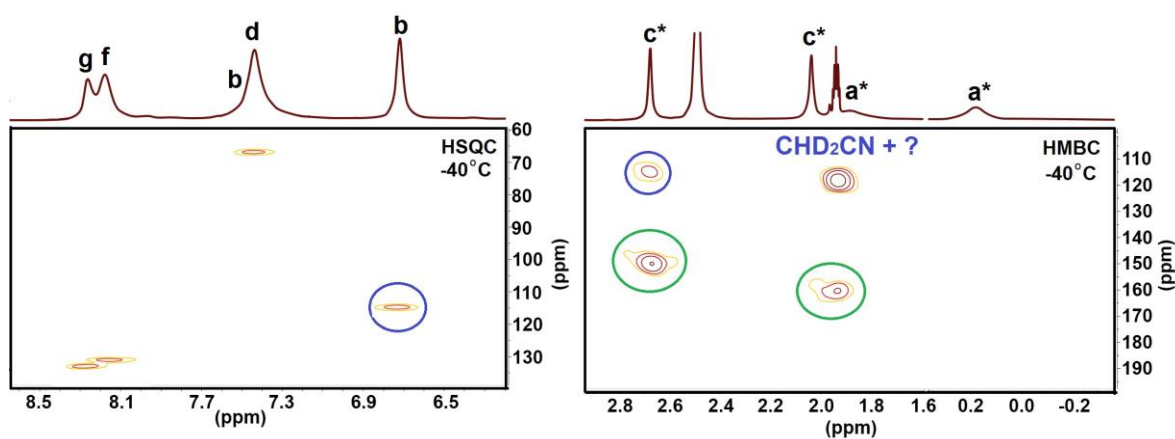 g f b d b
HSQC
-40°C
60
70
80
90
100
110
120
130
(ppm)
8.5 8.1 7.7 7.3 6.9 6.5
(ppm)
c* c* a* a*
CHD₂CN + ?
HMBC
-40°C
110
120
130
140
150
160
170
180
190
(ppm)
2.8 2.6 2.4 2.2 2.0 1.8 1.6 0.2 0.0 -0.2
(ppm)